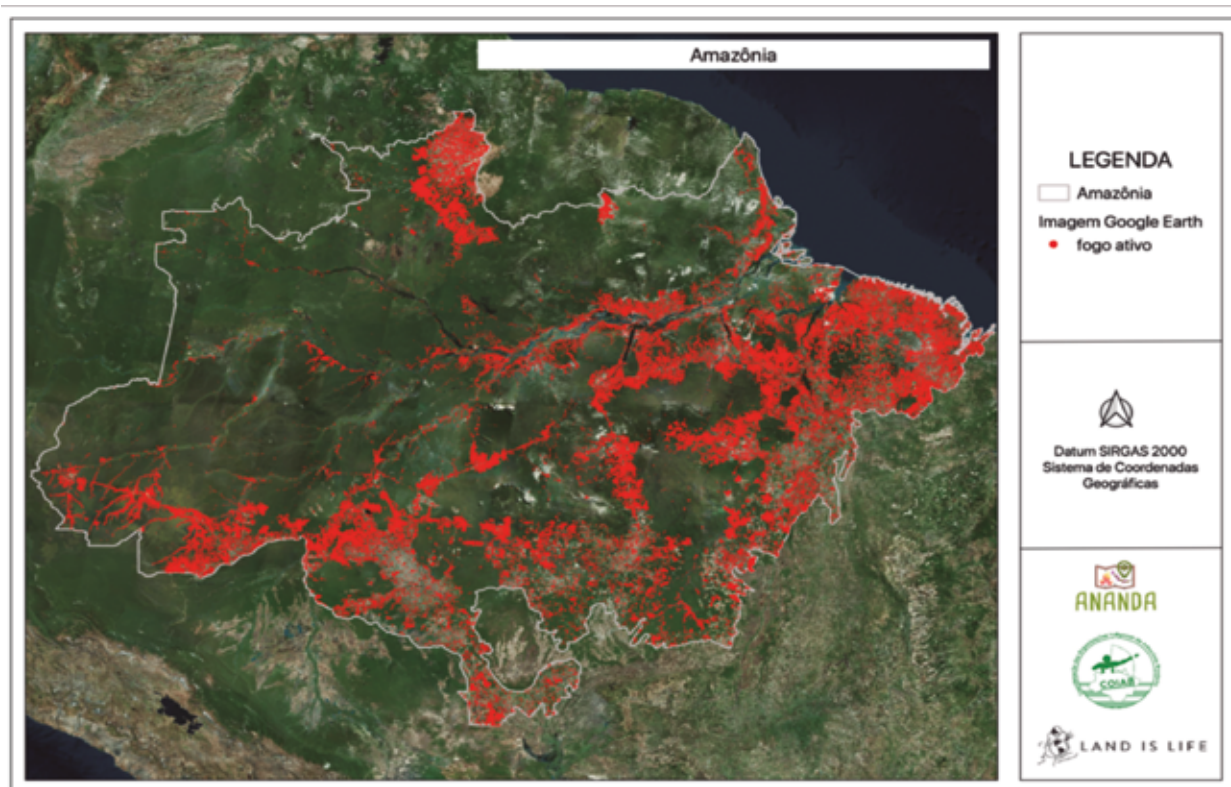 Amazônia
LEGENDA
Amazônia
Imagem Google Earth
fogo ativo
Datum SIRGAS 2000
Sistema de Coordenadas
Geográficas
ANANDA
COIAB
LAND IS LIFE